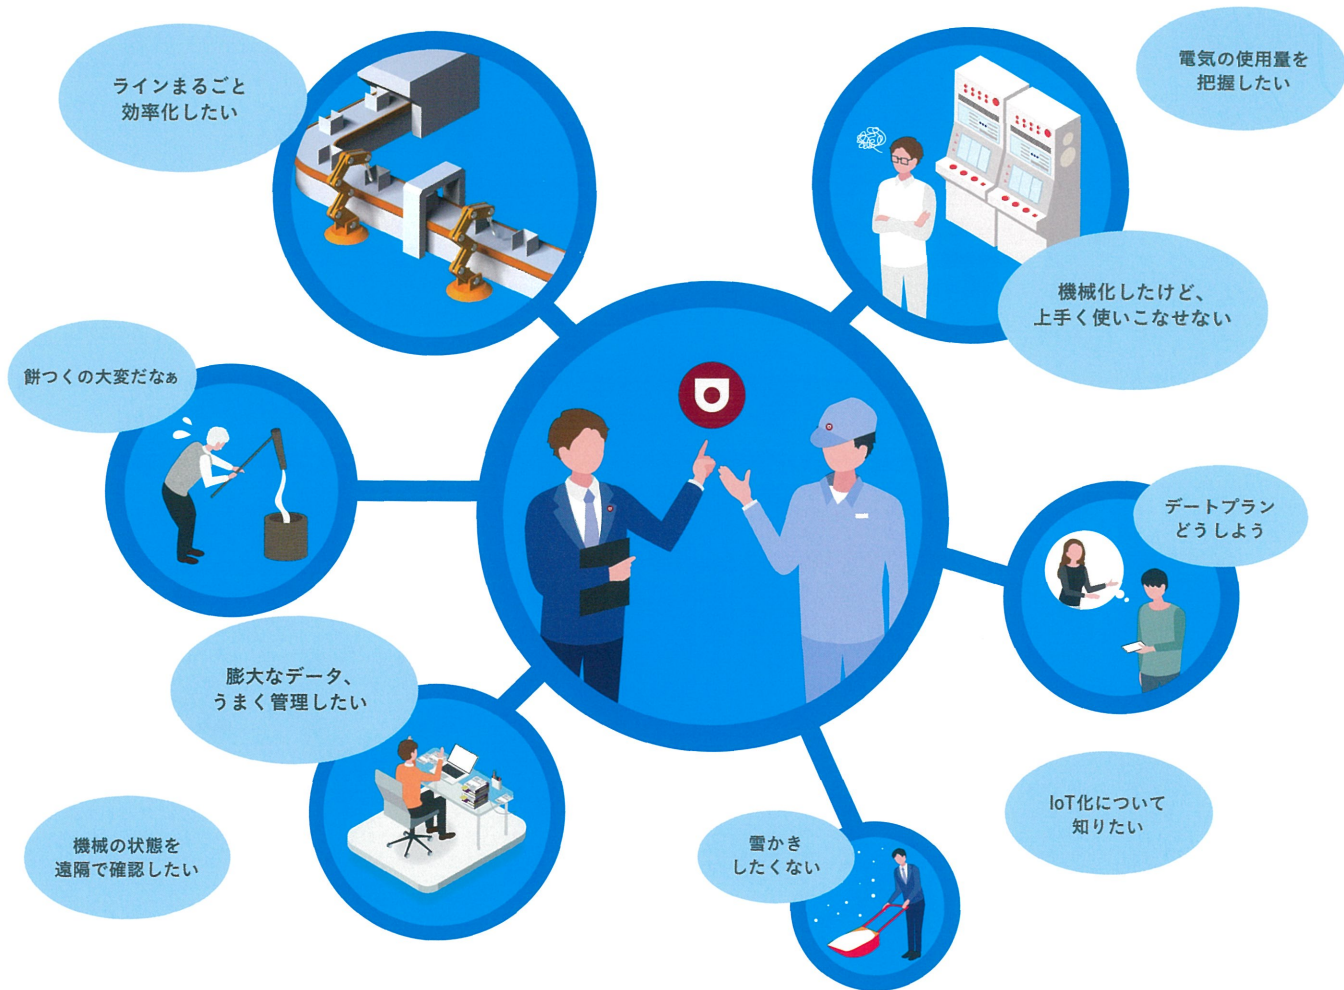 ラインまるごと
効率化したい
電気の使用量を
把握したい
機械化したけど、
上手く使いこなせない
餅つくの大変だなぁ
デートプラン
どうしよう
膨大なデータ、
うまく管理したい
機械の状態を
遠隔で確認したい
雪かき
したくない
IoT化について
知りたい